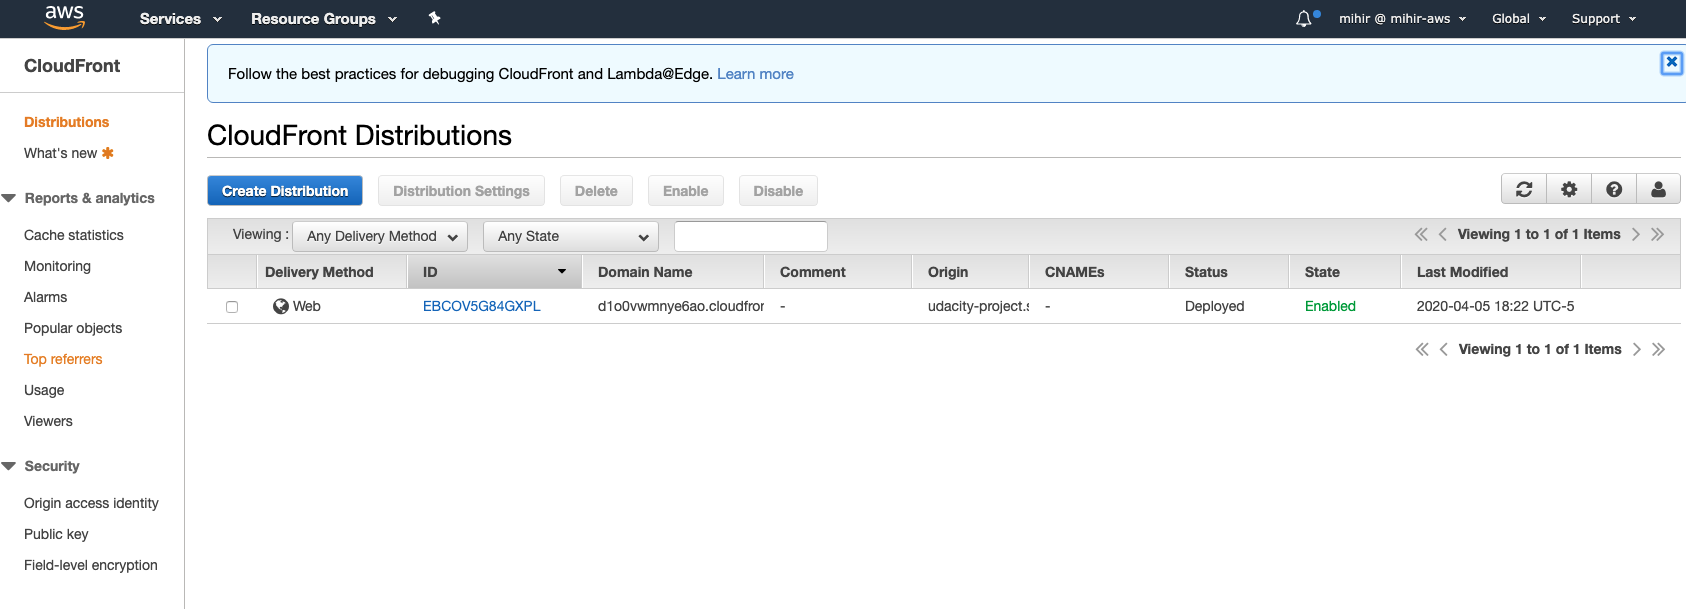 aws Services Resource Groups mihir @ mihir-aws Global Support
CloudFront
Distributions
What's new
Reports & analytics
Cache statistics
Monitoring
Alarms
Popular objects
Top referrers
Usage
Viewers
Security
Origin access identity
Public key
Field-level encryption
Follow the best practices for debugging CloudFront and Lambda@Edge. Learn more
CloudFront Distributions
Create Distribution Distribution Settings Delete Enable Disable
Viewing : Any Delivery Method Any State Viewing 1 to 1 of 1 Items
Delivery Method ID Domain Name Comment Origin CNAMEs Status State Last Modified
Web EBCOV5G84GXPL d1o0vwmnye6ao.cloudfror - udacity-project.s - Deployed Enabled 2020-04-05 18:22 UTC-5
Viewing 1 to 1 of 1 Items